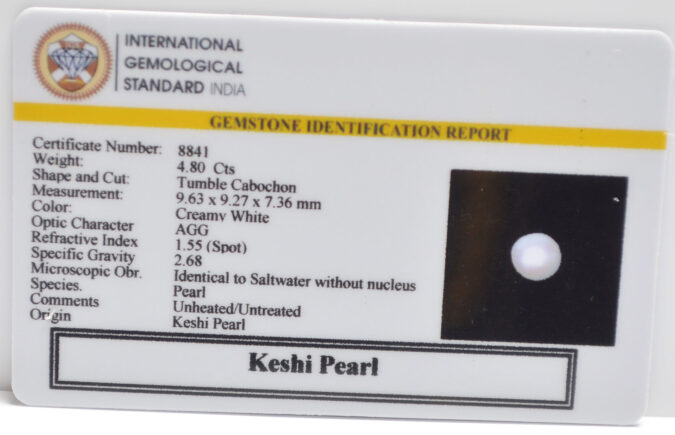 INTERNATIONAL
GEMOLOGICAL
STANDARD INDIA
GEMSTONE IDENTIFICATION REPORT
Certificate Number: 8841
Weight: 4.80 Cts
Shape and Cut: Tumble Cabochon
Measurement: 9.63 x 9.27 x 7.36 mm
Color: Creamy White
Optic Character AGG
Refractive Index 1.55 (Spot)
Specific Gravity 2.68
Microscopic Obr. Identical to Saltwater without nucleus
Species. Pearl
Comments Unheated/Untreated
Origin Keshi Pearl
Keshi Pearl